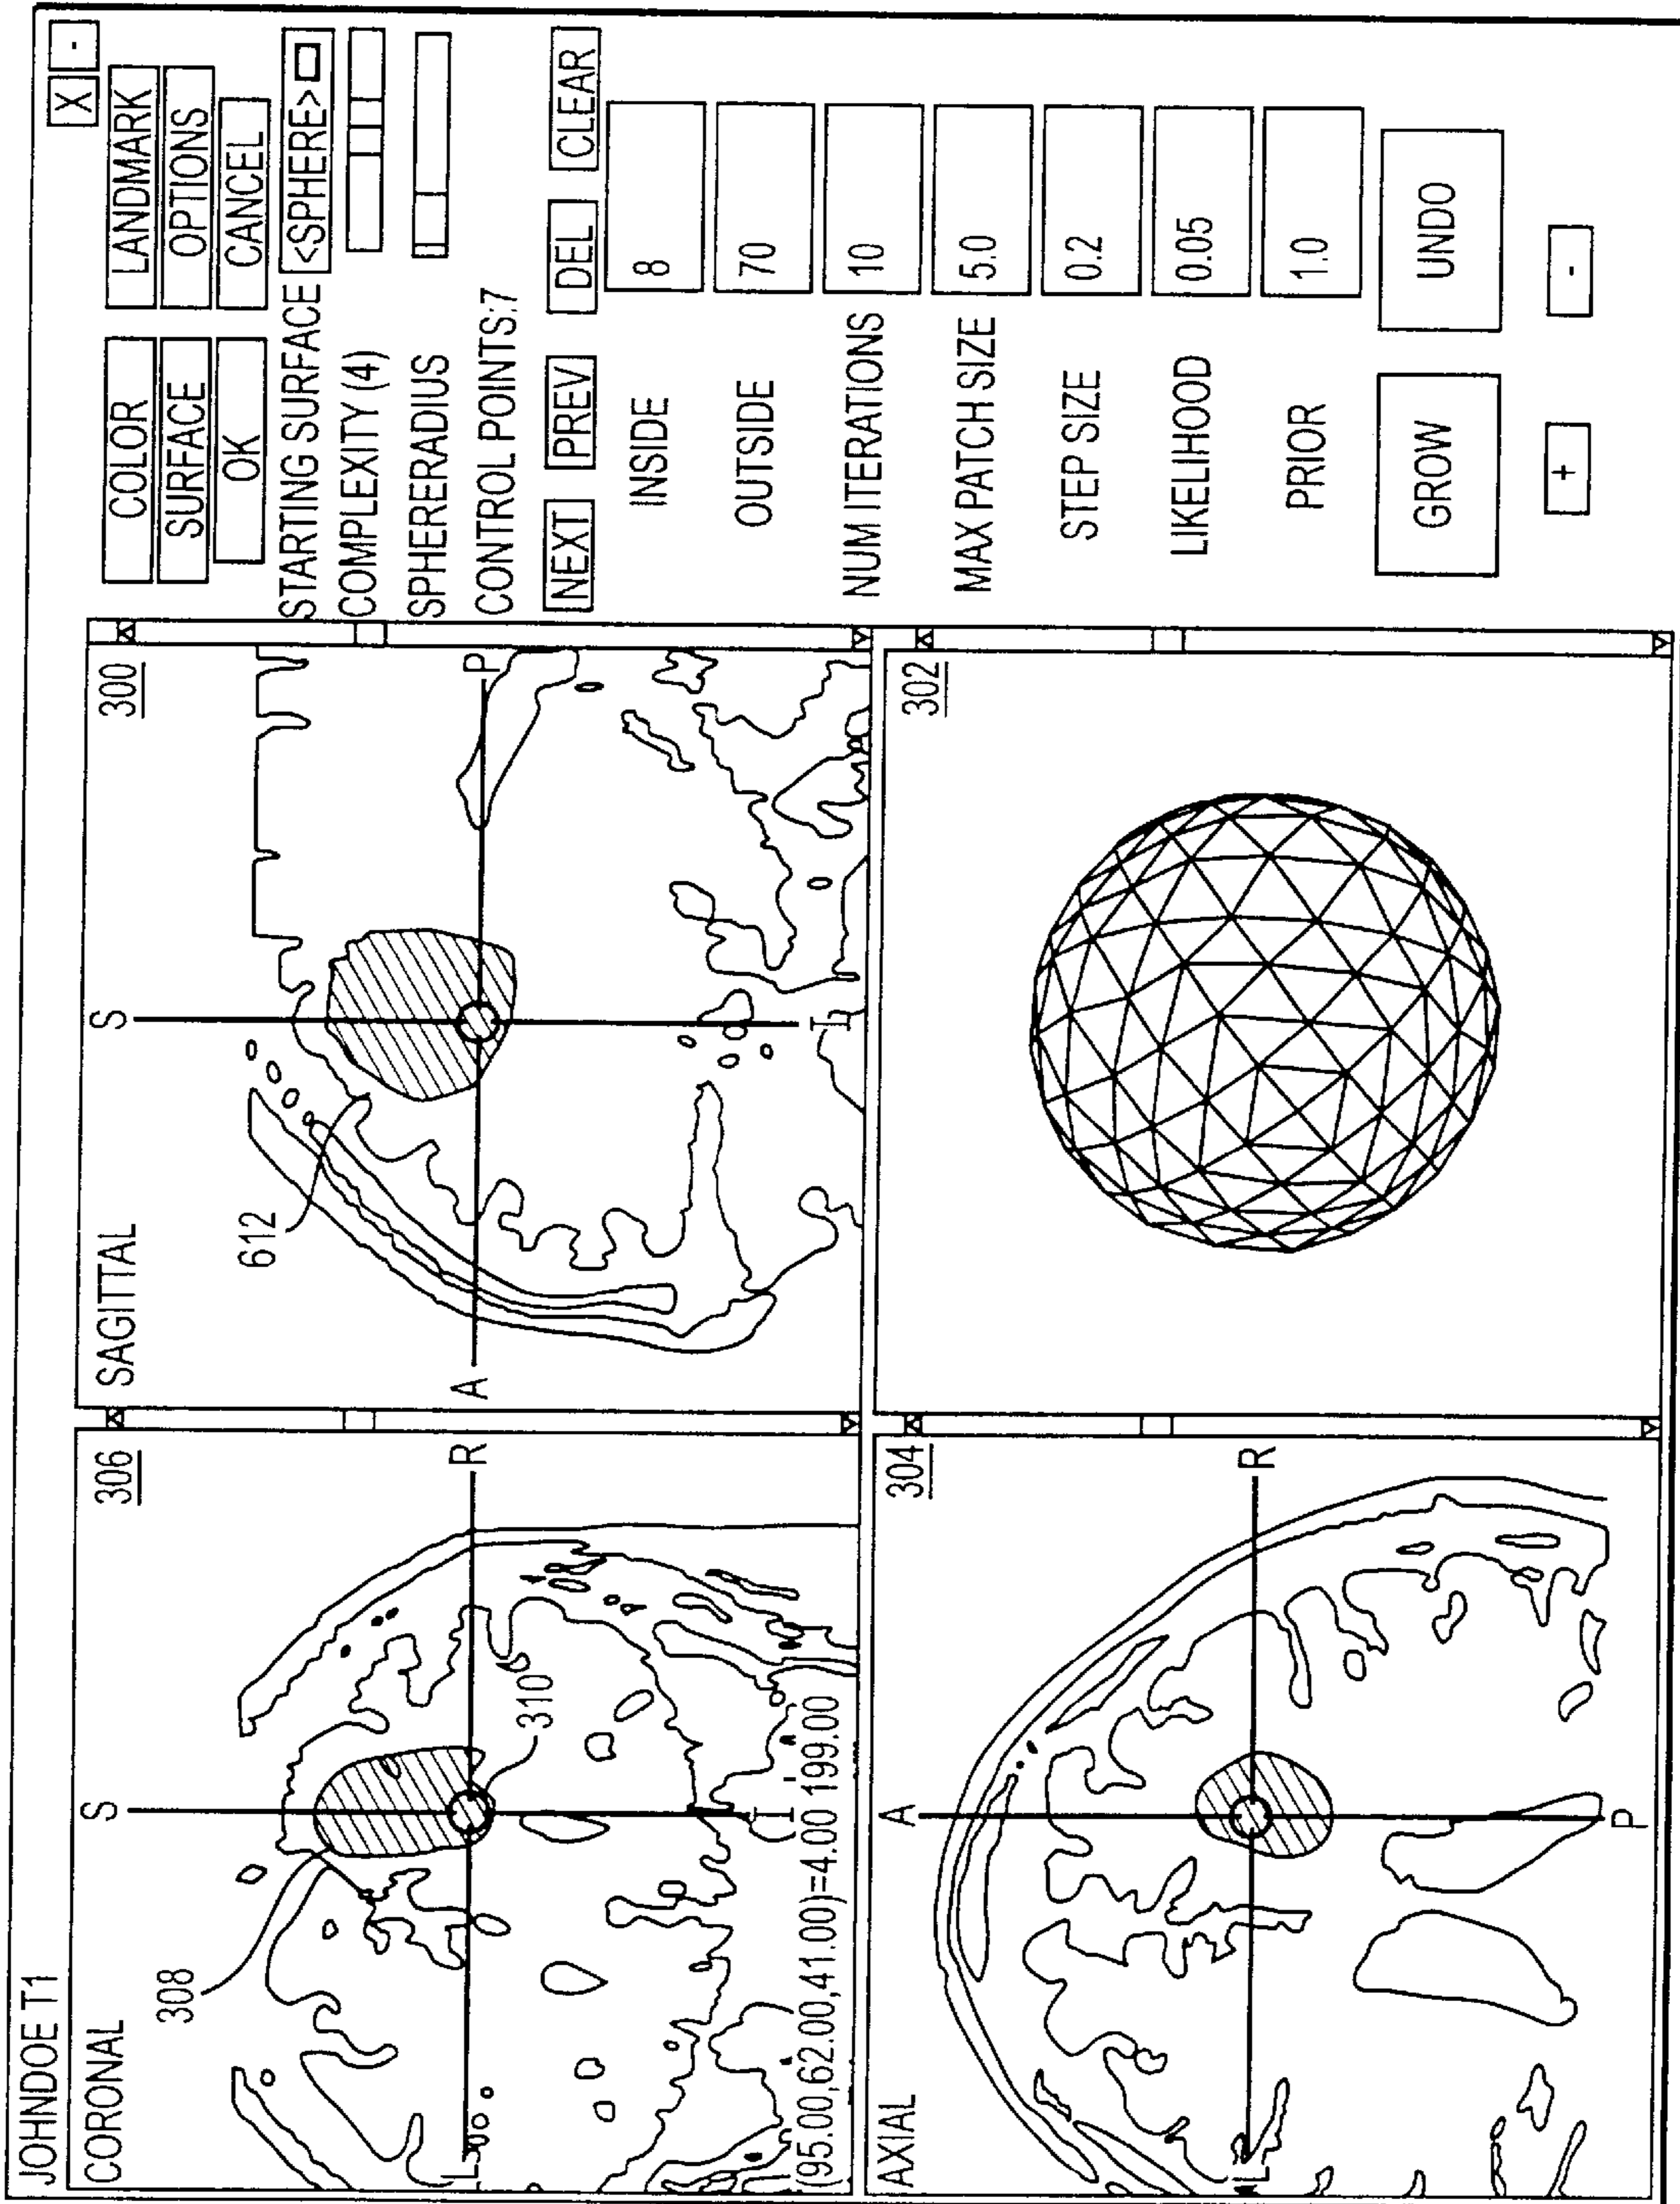 JOHNDOE T1
X
-
CORONAL
306
S
308
L
R
310
I
(95.00,62.00,41.00)=4.00 199.00
SAGITTAL
300
S
612
A
P
I
AXIAL
304
A
L
R
P
302
COLOR
LANDMARK
SURFACE
OPTIONS
OK
CANCEL
STARTING SURFACE <SPHERE>
COMPLEXITY (4)
SPHERERADIUS
CONTROL POINTS:7
NEXT PREV DEL CLEAR
INSIDE 8
OUTSIDE 70
NUM ITERATIONS 10
MAX PATCH SIZE 5.0
STEP SIZE 0.2
LIKELIHOOD 0.05
PRIOR 1.0
GROW UNDO
+ -